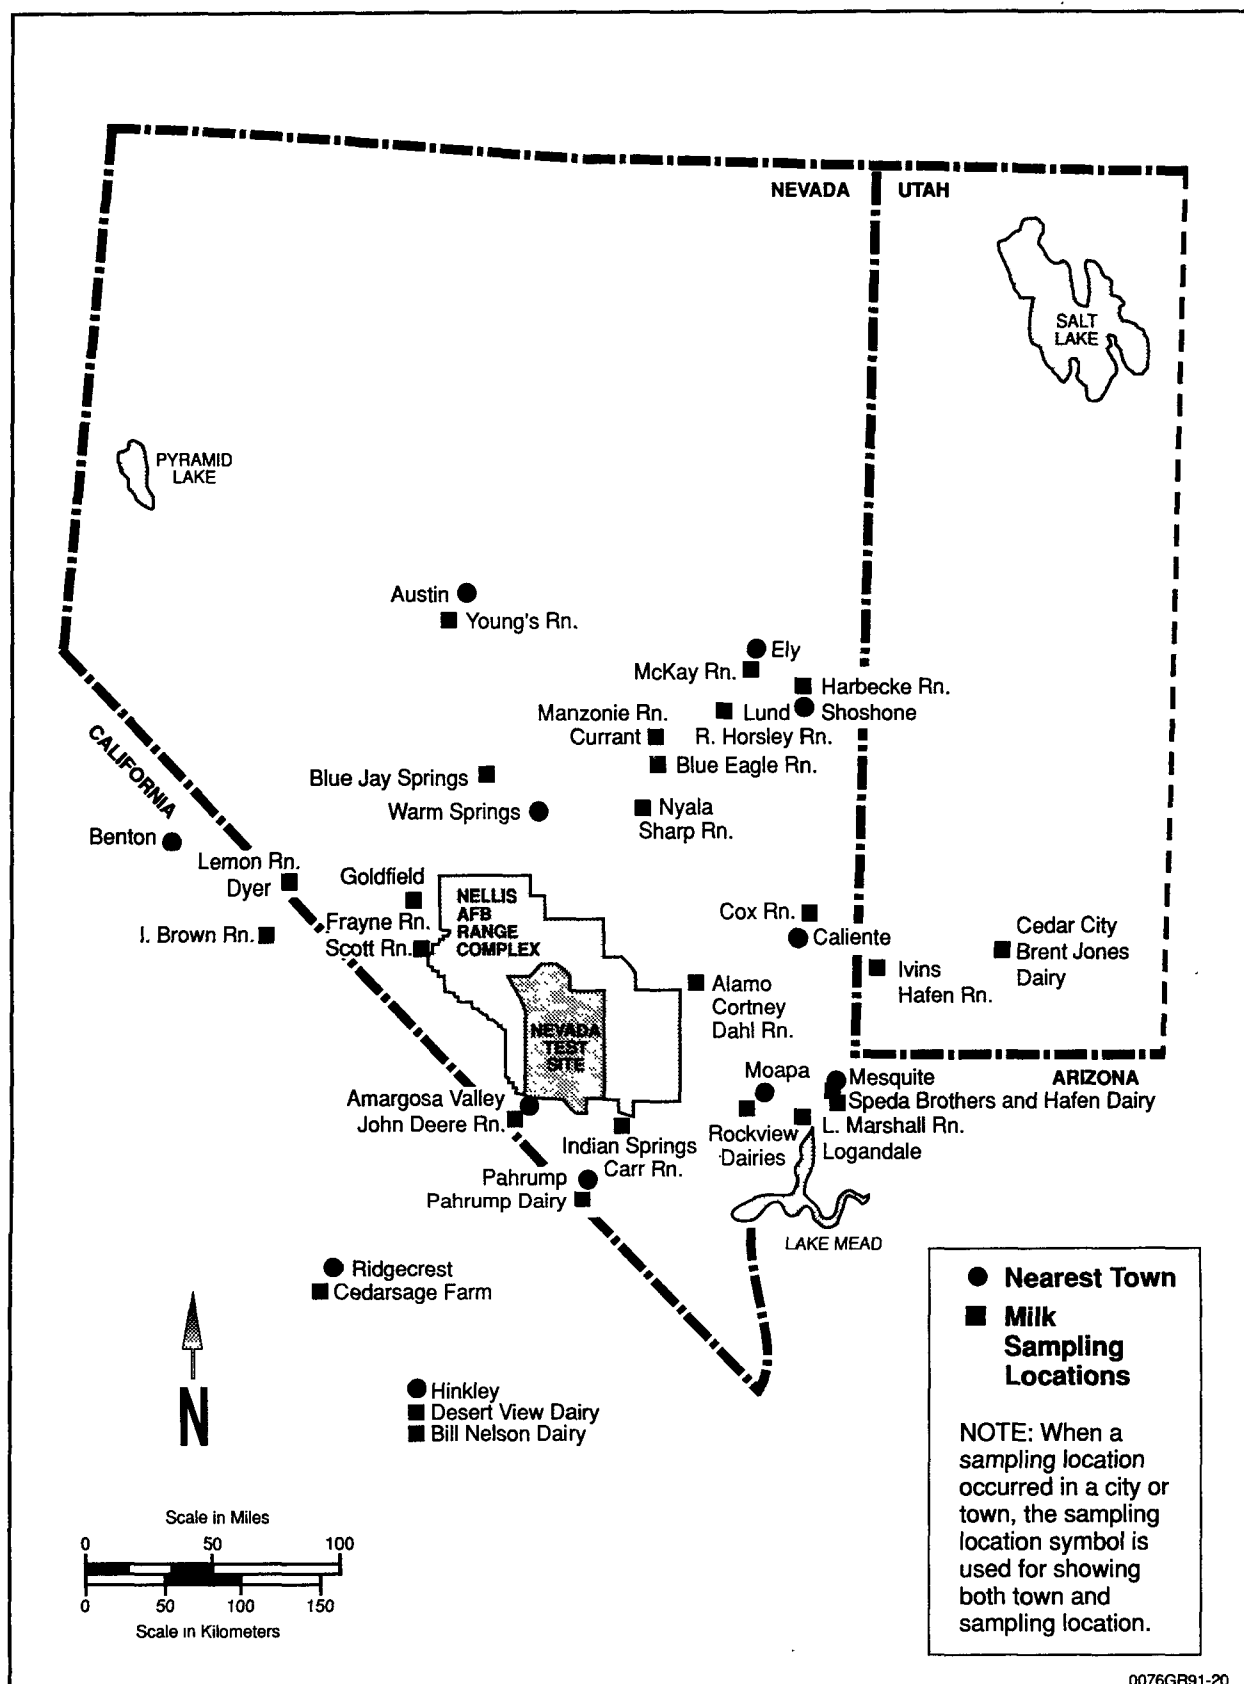 NEVADA
UTAH
SALT
LAKE
PYRAMID
LAKE
Austin
Young's Rn.
Ely
McKay Rn.
Harbecke Rn.
Manzonie Rn.
Lund
Shoshone
Currant
R. Horsley Rn.
Blue Eagle Rn.
CALIFORNIA
Blue Jay Springs
Warm Springs
Nyala
Sharp Rn.
Benton
Lemon Rn.
Dyer
Goldfield
NELLIS
AFB
RANGE
COMPLEX
Frayne Rn.
Scott Rn.
I. Brown Rn.
Cox Rn.
Caliente
Cedar City
Brent Jones
Dairy
Ivins
Hafen Rn.
Alamo
Cortney
Dahl Rn.
NEVADA
TEST
SITE
Moapa
Mesquite
ARIZONA
Amargosa Valley
Speda Brothers and Hafen Dairy
John Deere Rn.
L. Marshall Rn.
Logandale
Rockview
Dairies
Indian Springs
Carr Rn.
Pahrump
Pahrump Dairy
LAKE MEAD
Ridgecrest
Cedarsage Farm
N
Hinkley
Desert View Dairy
Bill Nelson Dairy
Nearest Town
Milk
Sampling
Locations
NOTE: When a
sampling location
occurred in a city or
town, the sampling
location symbol is
used for showing
both town and
sampling location.
Scale in Miles
0 50 100
0 50 100 150
Scale in Kilometers
0076GR91-20